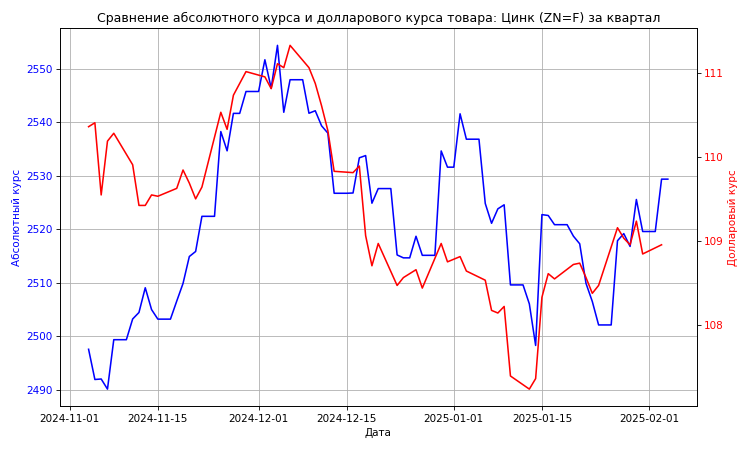 Сравнение абсолютного курса и долларового курса товара: Цинк (ZN=F) за квартал
Абсолютный курс
2550
2540
2530
2520
2510
2500
2490
111
110
109
108
Долларовый курс
2024-11-01 2024-11-15 2024-12-01 2024-12-15 2025-01-01 2025-01-15 2025-02-01
Дата